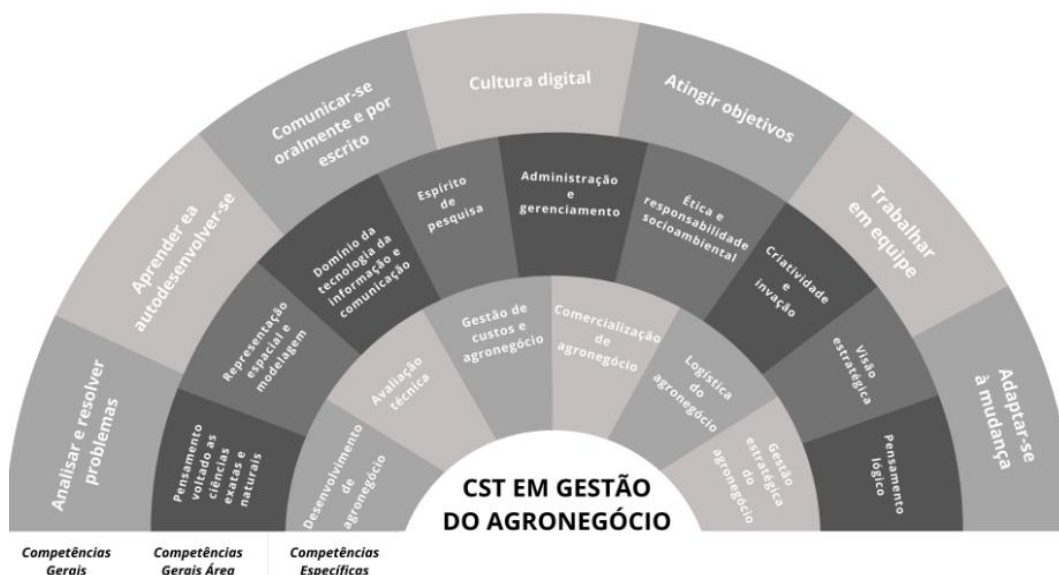 Analisar e resolver
problemas
Aprender ea
autodesenvolver-se
Comunicar-se
oralmente e por
escrito
Cultura digital
Atingir objetivos
Trabalhar
em equipe
Adaptar-se
à mudança
Pensamento
voltado as
ciências
exatas e
naturais
Representação
espacial e
modelagem
Domínio da
tecnologia da
informação e
comunicação
Espírito
de
pesquisa
Administração
e
gerenciamento
Ética e
responsabilidade
socioambiental
Criatividade
e
invação
Visão
estratégica
Pensamento
lógico
Desenvolvimento
de
agronegócio
Avaliação
técnica
Gestão de
custos e
agronegócio
Comercialização
de
agronegócio
Logística
do
agronegócio
Gestão
estratégica
do
agronegócio
CST EM GESTÃO
DO AGRONEGÓCIO
Competências
Gerais
Competências
Gerais Área
Competências
Específicas